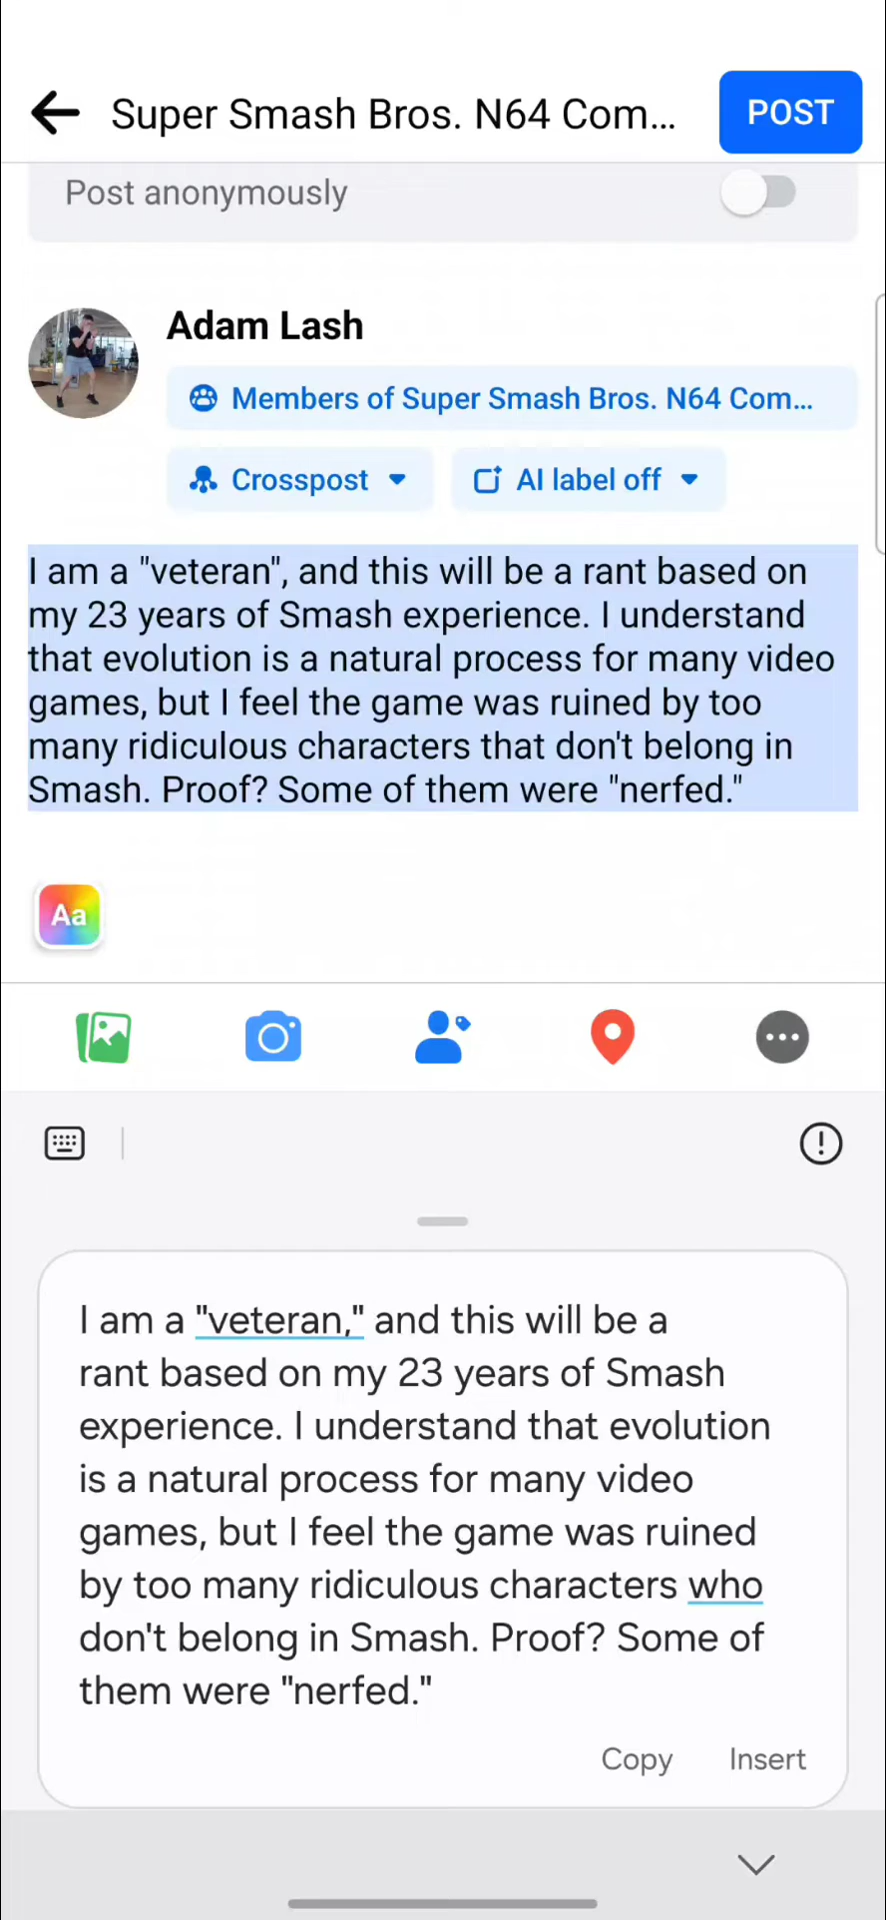 Super Smash Bros. N64 Com...
POST
Post anonymously
Adam Lash
Members of Super Smash Bros. N64 Com...
Crosspost
AI label off
I am a "veteran", and this will be a rant based on
my 23 years of Smash experience. I understand
that evolution is a natural process for many video
games, but I feel the game was ruined by too
many ridiculous characters that don't belong in
Smash. Proof? Some of them were "nerfed."
Aa
I am a "veteran," and this will be a
rant based on my 23 years of Smash
experience. I understand that evolution
is a natural process for many video
games, but I feel the game was ruined
by too many ridiculous characters who
don't belong in Smash. Proof? Some of
them were "nerfed."
Copy
Insert